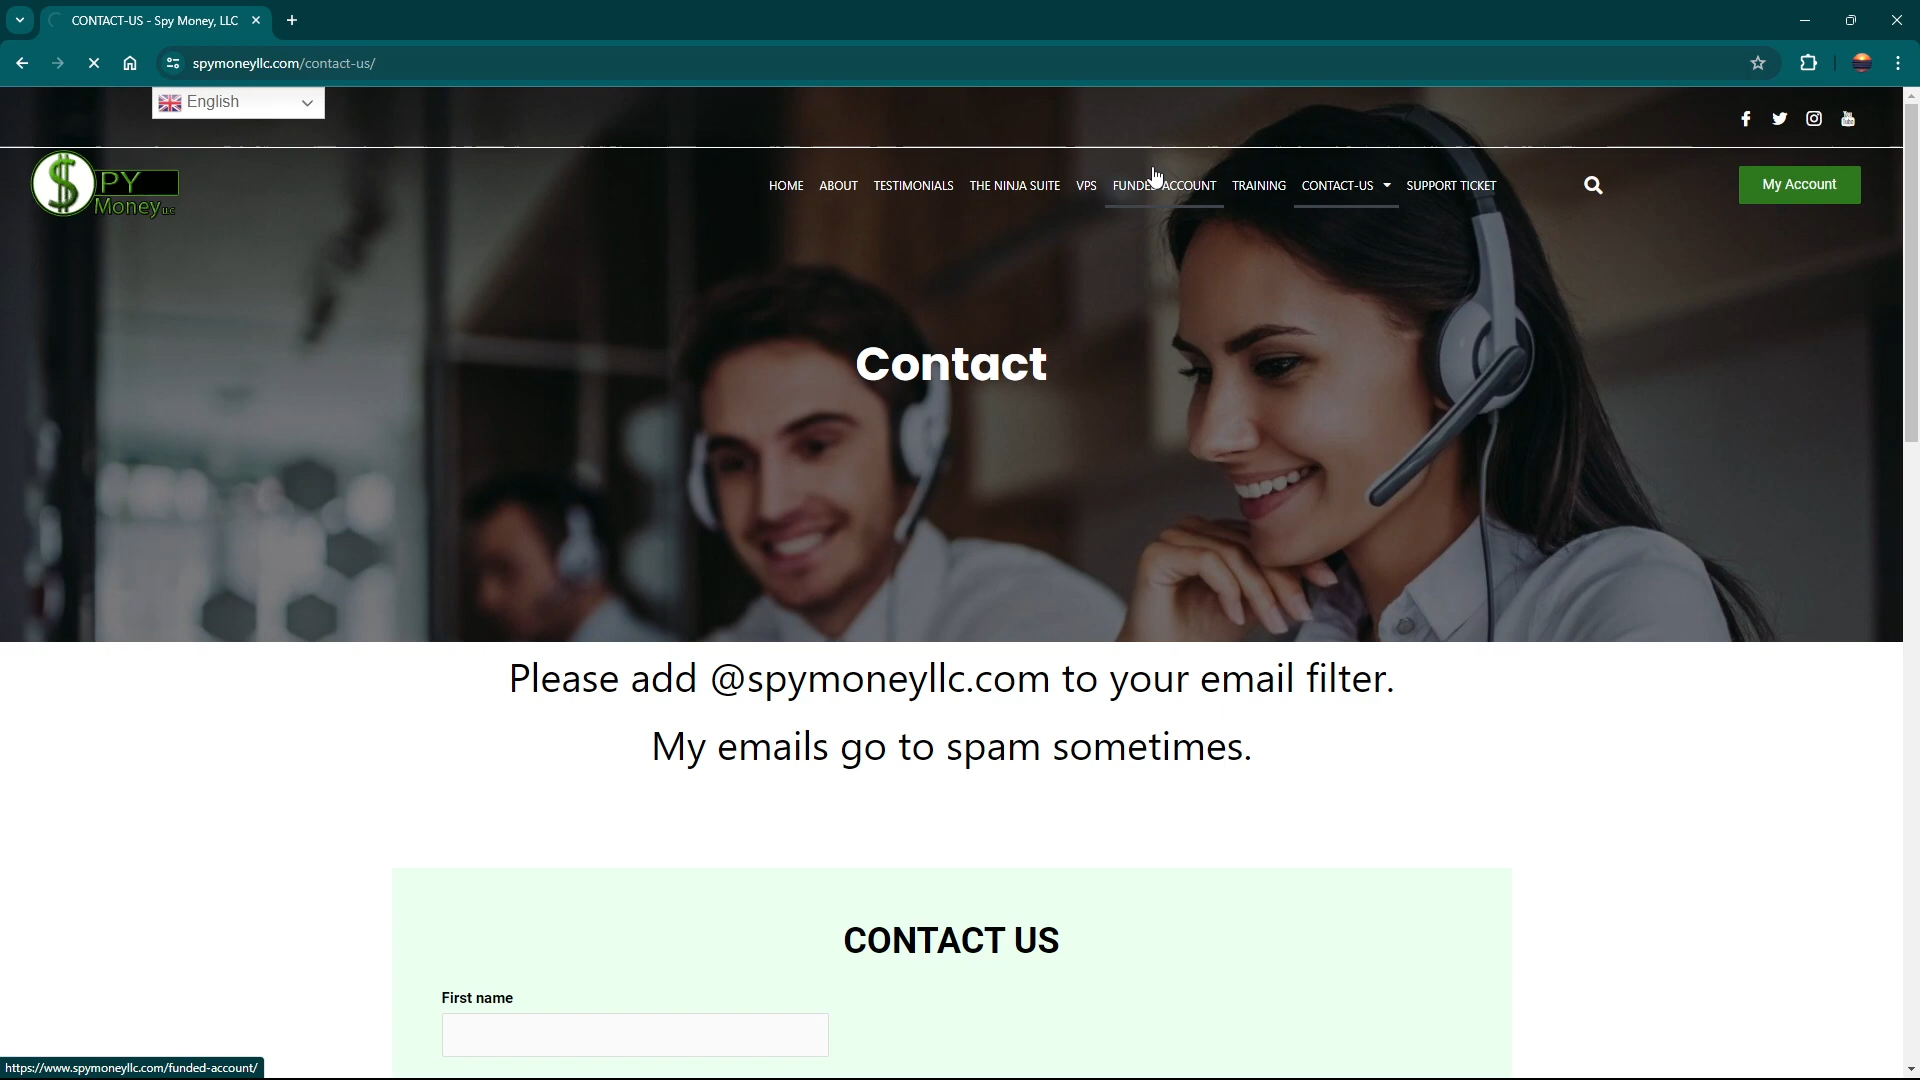 CONTACT-US - Spy Money, LLC
spymoneyllc.com/contact-us/
English
$PY
Money LLC
HOME ABOUT TESTIMONIALS THE NINJA SUITE VPS FUNDED ACCOUNT TRAINING CONTACT-US SUPPORT TICKET
My Account
Contact
Please add @spymoneyllc.com to your email filter.
My emails go to spam sometimes.
CONTACT US
First name
https://www.spymoneyllc.com/funded-account/